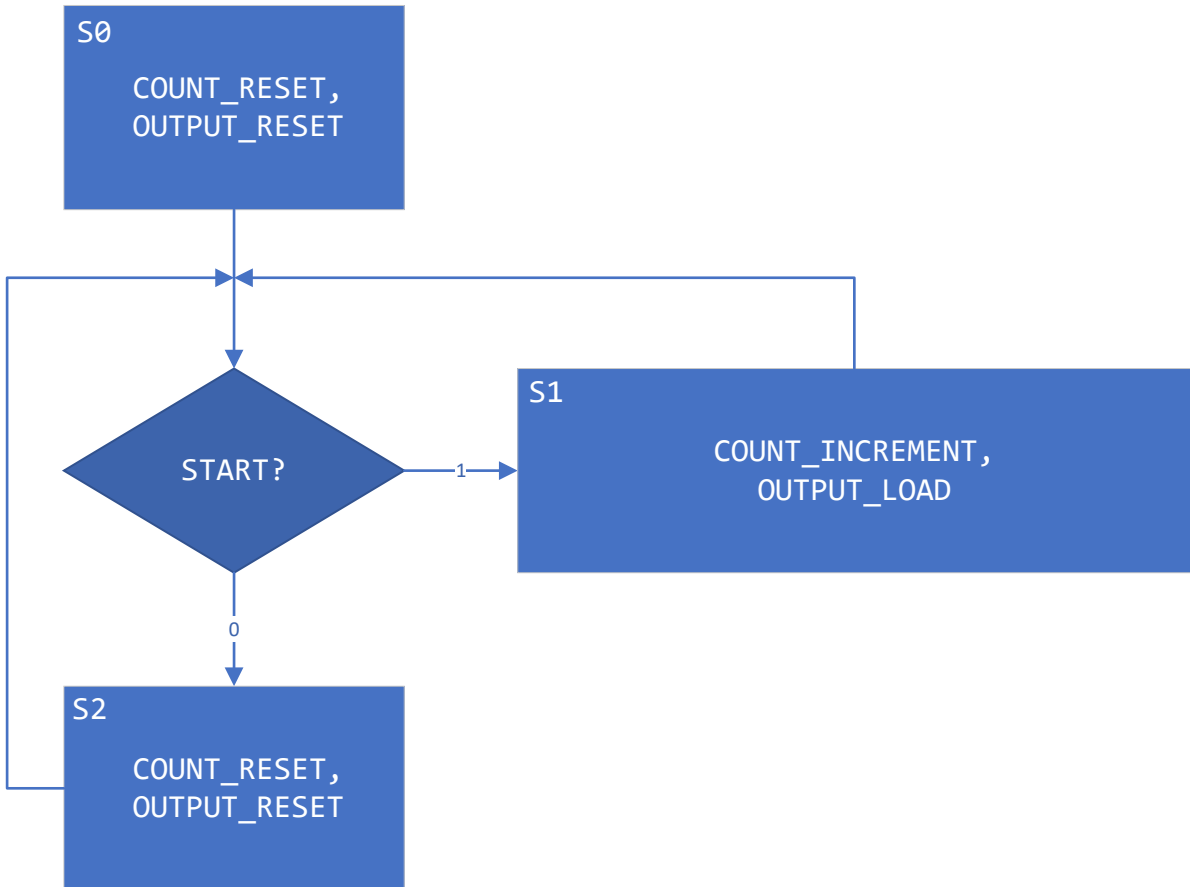 S0
COUNT_RESET,
OUTPUT_RESET
START?
1
S1
COUNT_INCREMENT,
OUTPUT_LOAD
0
S2
COUNT_RESET,
OUTPUT_RESET